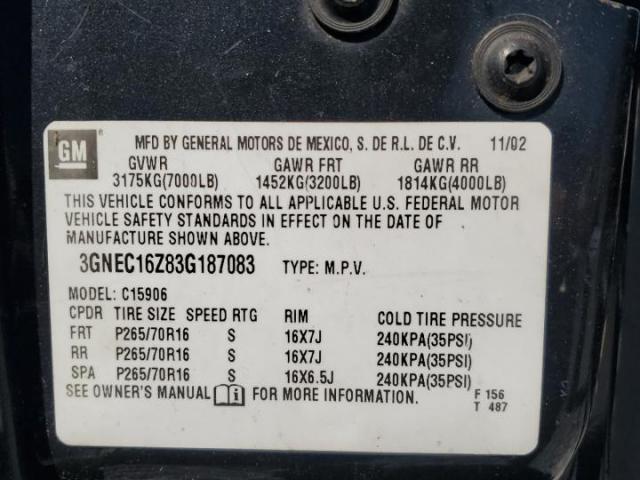 GM
MFD BY GENERAL MOTORS DE MEXICO, S. DE R.L. DE C.V. 11/02
GVWR GAWR FRT GAWR RR
3175KG(7000LB) 1452KG(3200LB) 1814KG(4000LB)
THIS VEHICLE CONFORMS TO ALL APPLICABLE U.S. FEDERAL MOTOR
VEHICLE SAFETY STANDARDS IN EFFECT ON THE DATE OF
MANUFACTURE SHOWN ABOVE.
3GNEC16Z83G187083 TYPE: M.P.V.
MODEL: C15906
CPDR TIRE SIZE SPEED RTG RIM COLD TIRE PRESSURE
FRT P265/70R16 S 16X7J 240KPA(35PSI)
RR P265/70R16 S 16X7J 240KPA(35PSI)
SPA P265/70R16 S 16X6.5J 240KPA(35PSI)
SEE OWNER'S MANUAL i FOR MORE INFORMATION.
F 156
T 487